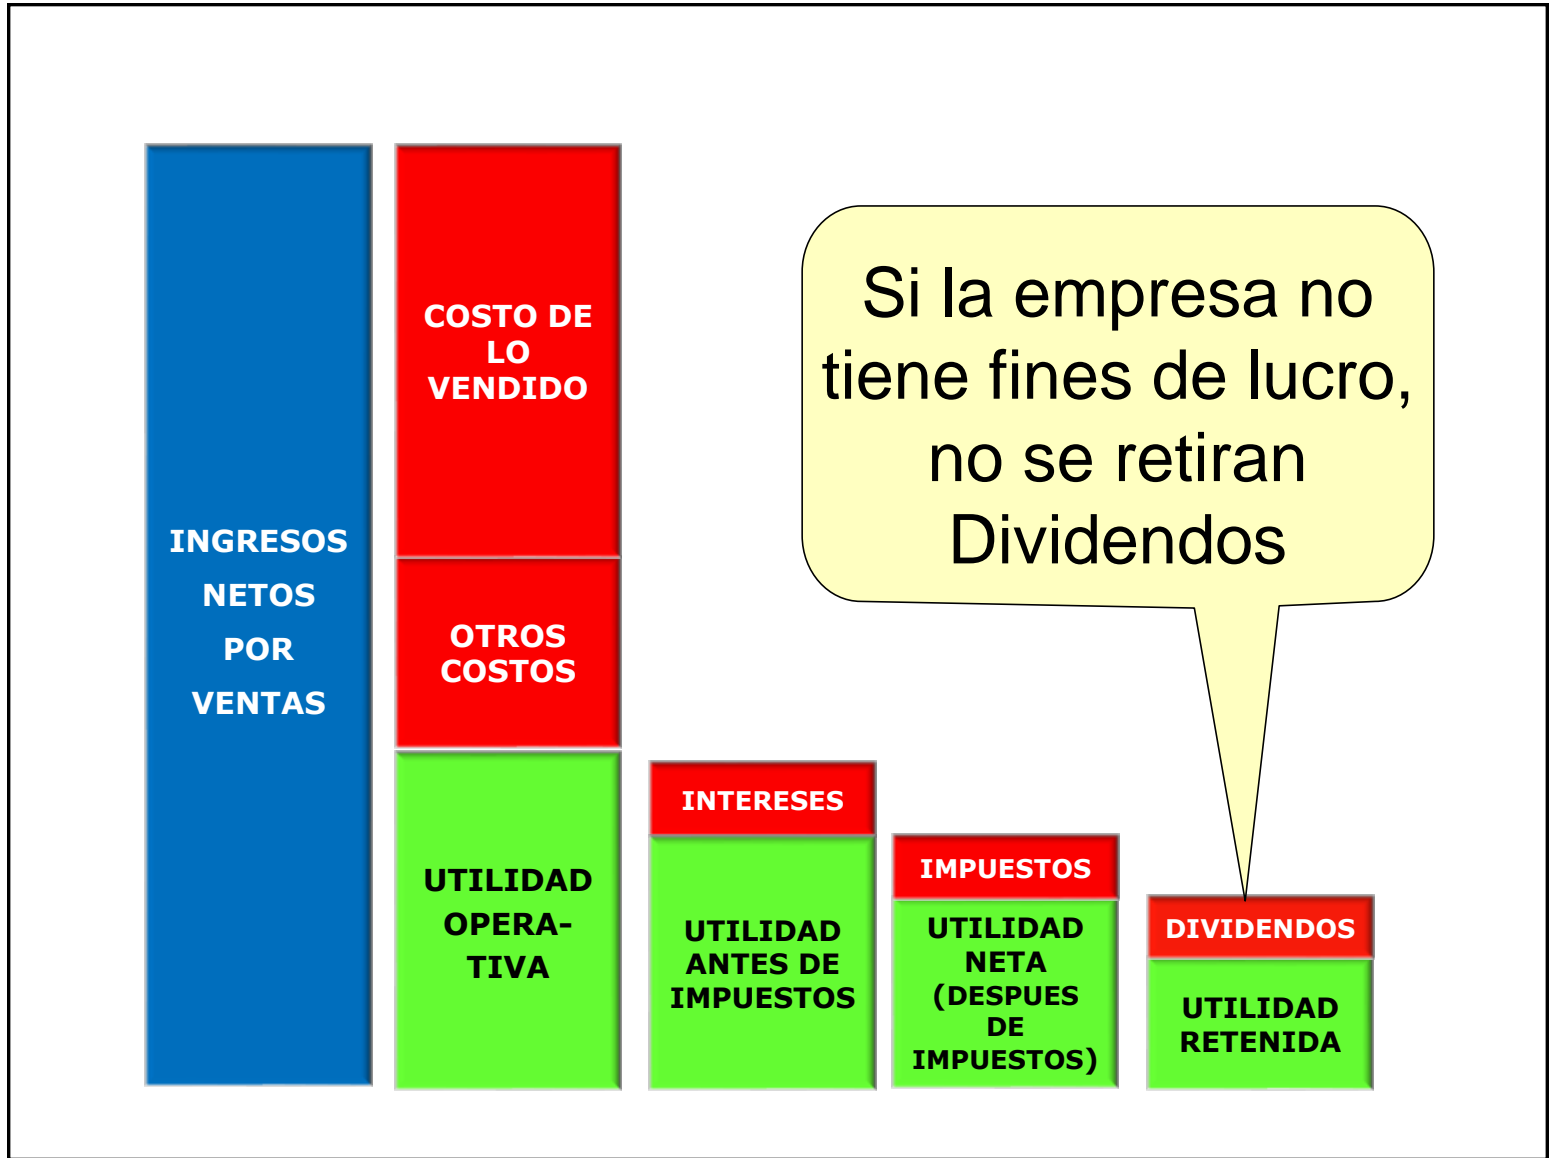 INGRESOS
NETOS
POR
VENTAS
COSTO DE
LO
VENDIDO
OTROS
COSTOS
UTILIDAD
OPERA-
TIVA
INTERESES
UTILIDAD
ANTES DE
IMPUESTOS
IMPUESTOS
UTILIDAD
NETA
(DESPUES
DE
IMPUESTOS)
Si la empresa no
tiene fines de lucro,
no se retiran
Dividendos
DIVIDENDOS
UTILIDAD
RETENIDA